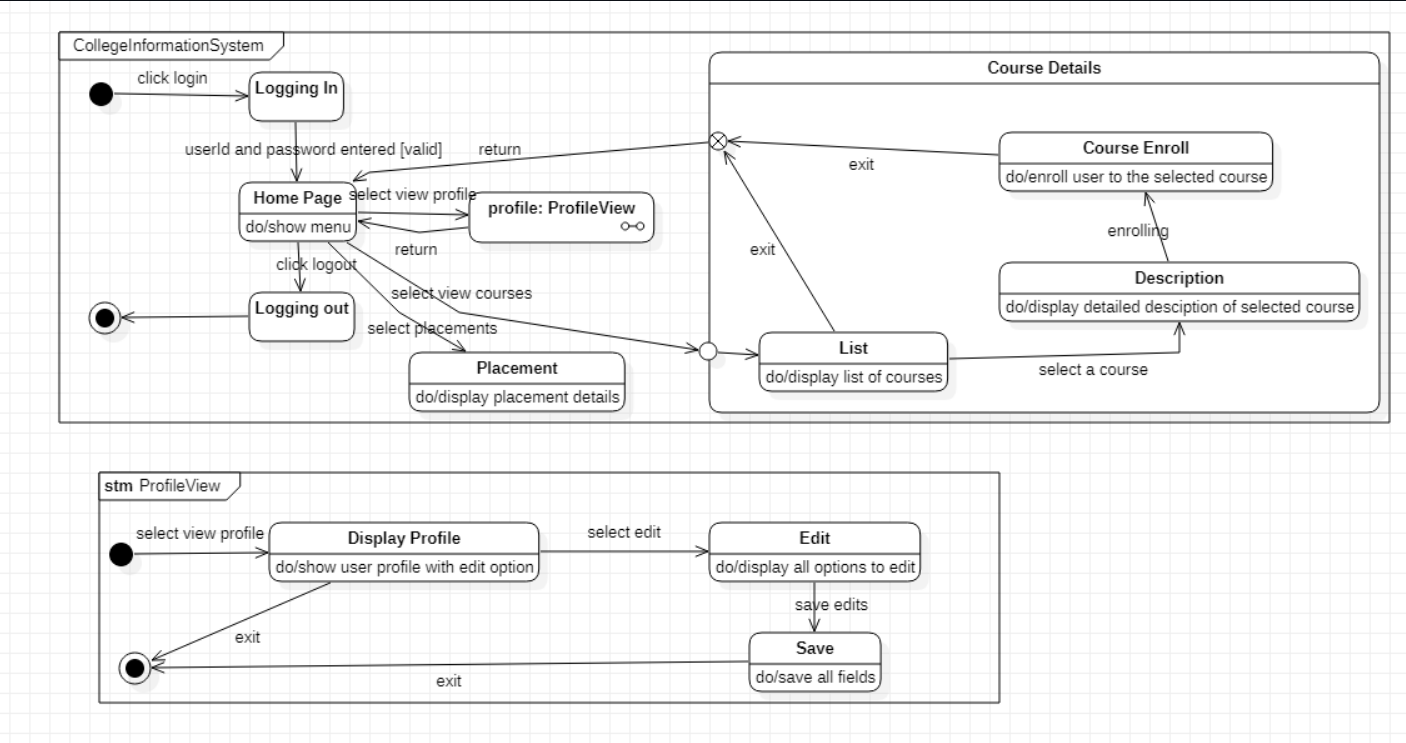 CollegeInformationSystem
click login
Logging In
userId and password entered [valid]
return
Home Page
do/show menu
select view profile
profile: ProfileView
return
click logout
Logging out
select view courses
select placements
Placement
do/display placement details
Course Details
Course Enroll
do/enroll user to the selected course
exit
enrolling
exit
Description
do/display detailed desciption of selected course
List
do/display list of courses
select a course
stm ProfileView
select view profile
Display Profile
do/show user profile with edit option
select edit
Edit
do/display all options to edit
save edits
Save
do/save all fields
exit
exit